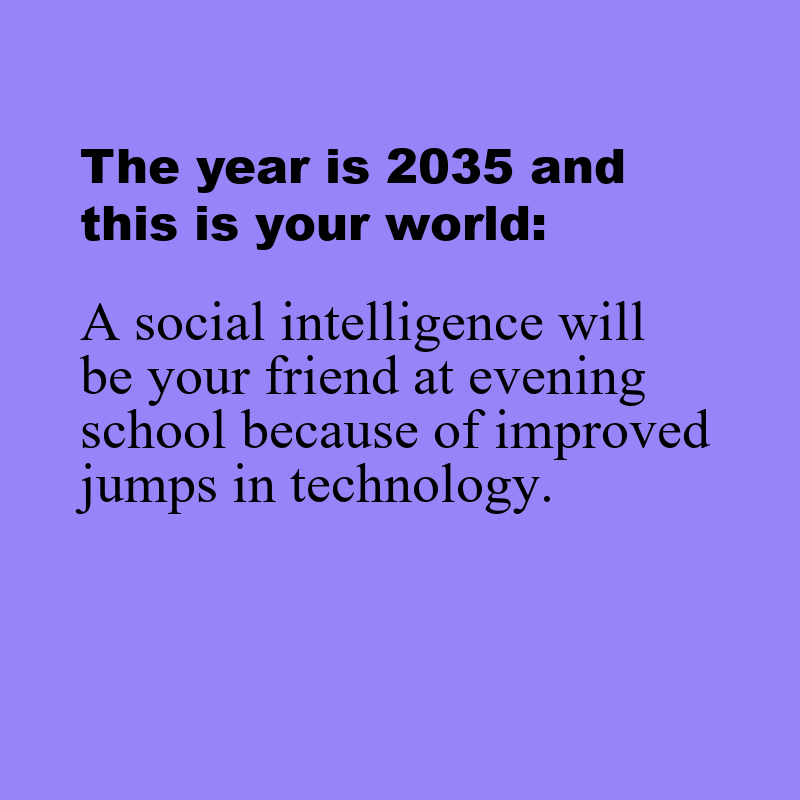 The year is 2035 and
this is your world:
A social intelligence will
be your friend at evening
school because of improved
jumps in technology.